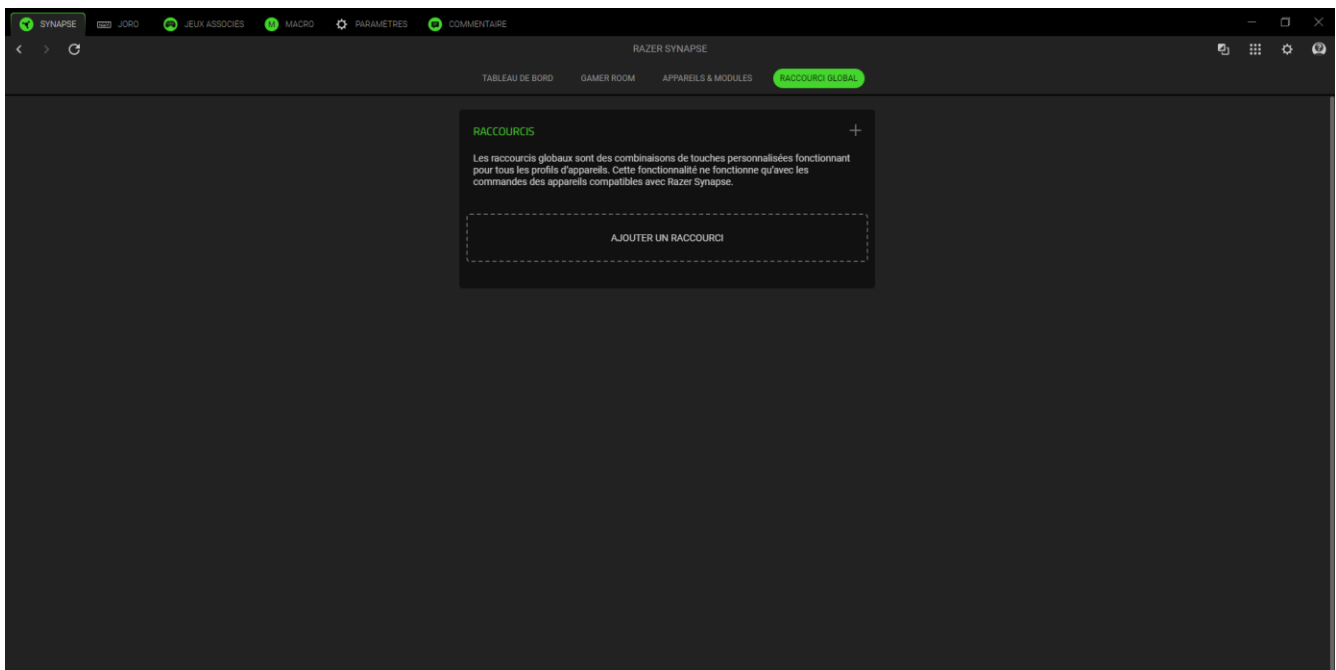 SYNAPSE JORO JEUX ASSOCIÉS MACRO PARAMÈTRES COMMENTAIRE
RAZER SYNAPSE
TABLEAU DE BORD GAMER ROOM APPAREILS & MODULES RACCOURCI GLOBAL
RACCOURCIS
Les raccourcis globaux sont des combinaisons de touches personnalisées fonctionnant
pour tous les profils d'appareils. Cette fonctionnalité ne fonctionne qu'avec les
commandes des appareils compatibles avec Razer Synapse.
AJOUTER UN RACCOURCI